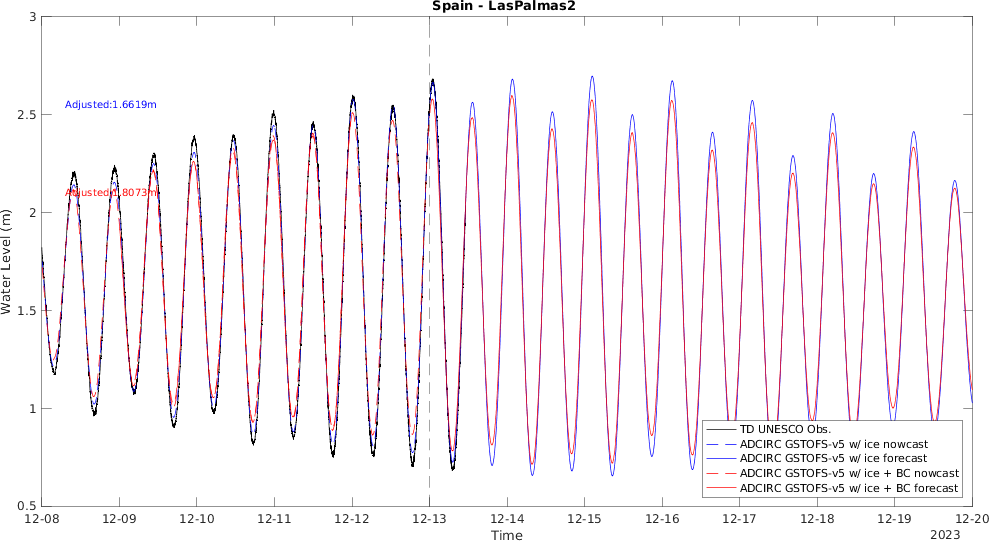 Spain - LasPalmas2
3
2.5
2
1.5
1
0.5
Water Level (m)
Adjusted:1.6619m
Adjusted:1.8073m
TD UNESCO Obs.
ADCIRC GSTOFS-v5 w/ ice nowcast
ADCIRC GSTOFS-v5 w/ ice forecast
ADCIRC GSTOFS-v5 w/ ice + BC nowcast
ADCIRC GSTOFS-v5 w/ ice + BC forecast
12-08 12-09 12-10 12-11 12-12 12-13 12-14 12-15 12-16 12-17 12-18 12-19 12-20
Time
2023